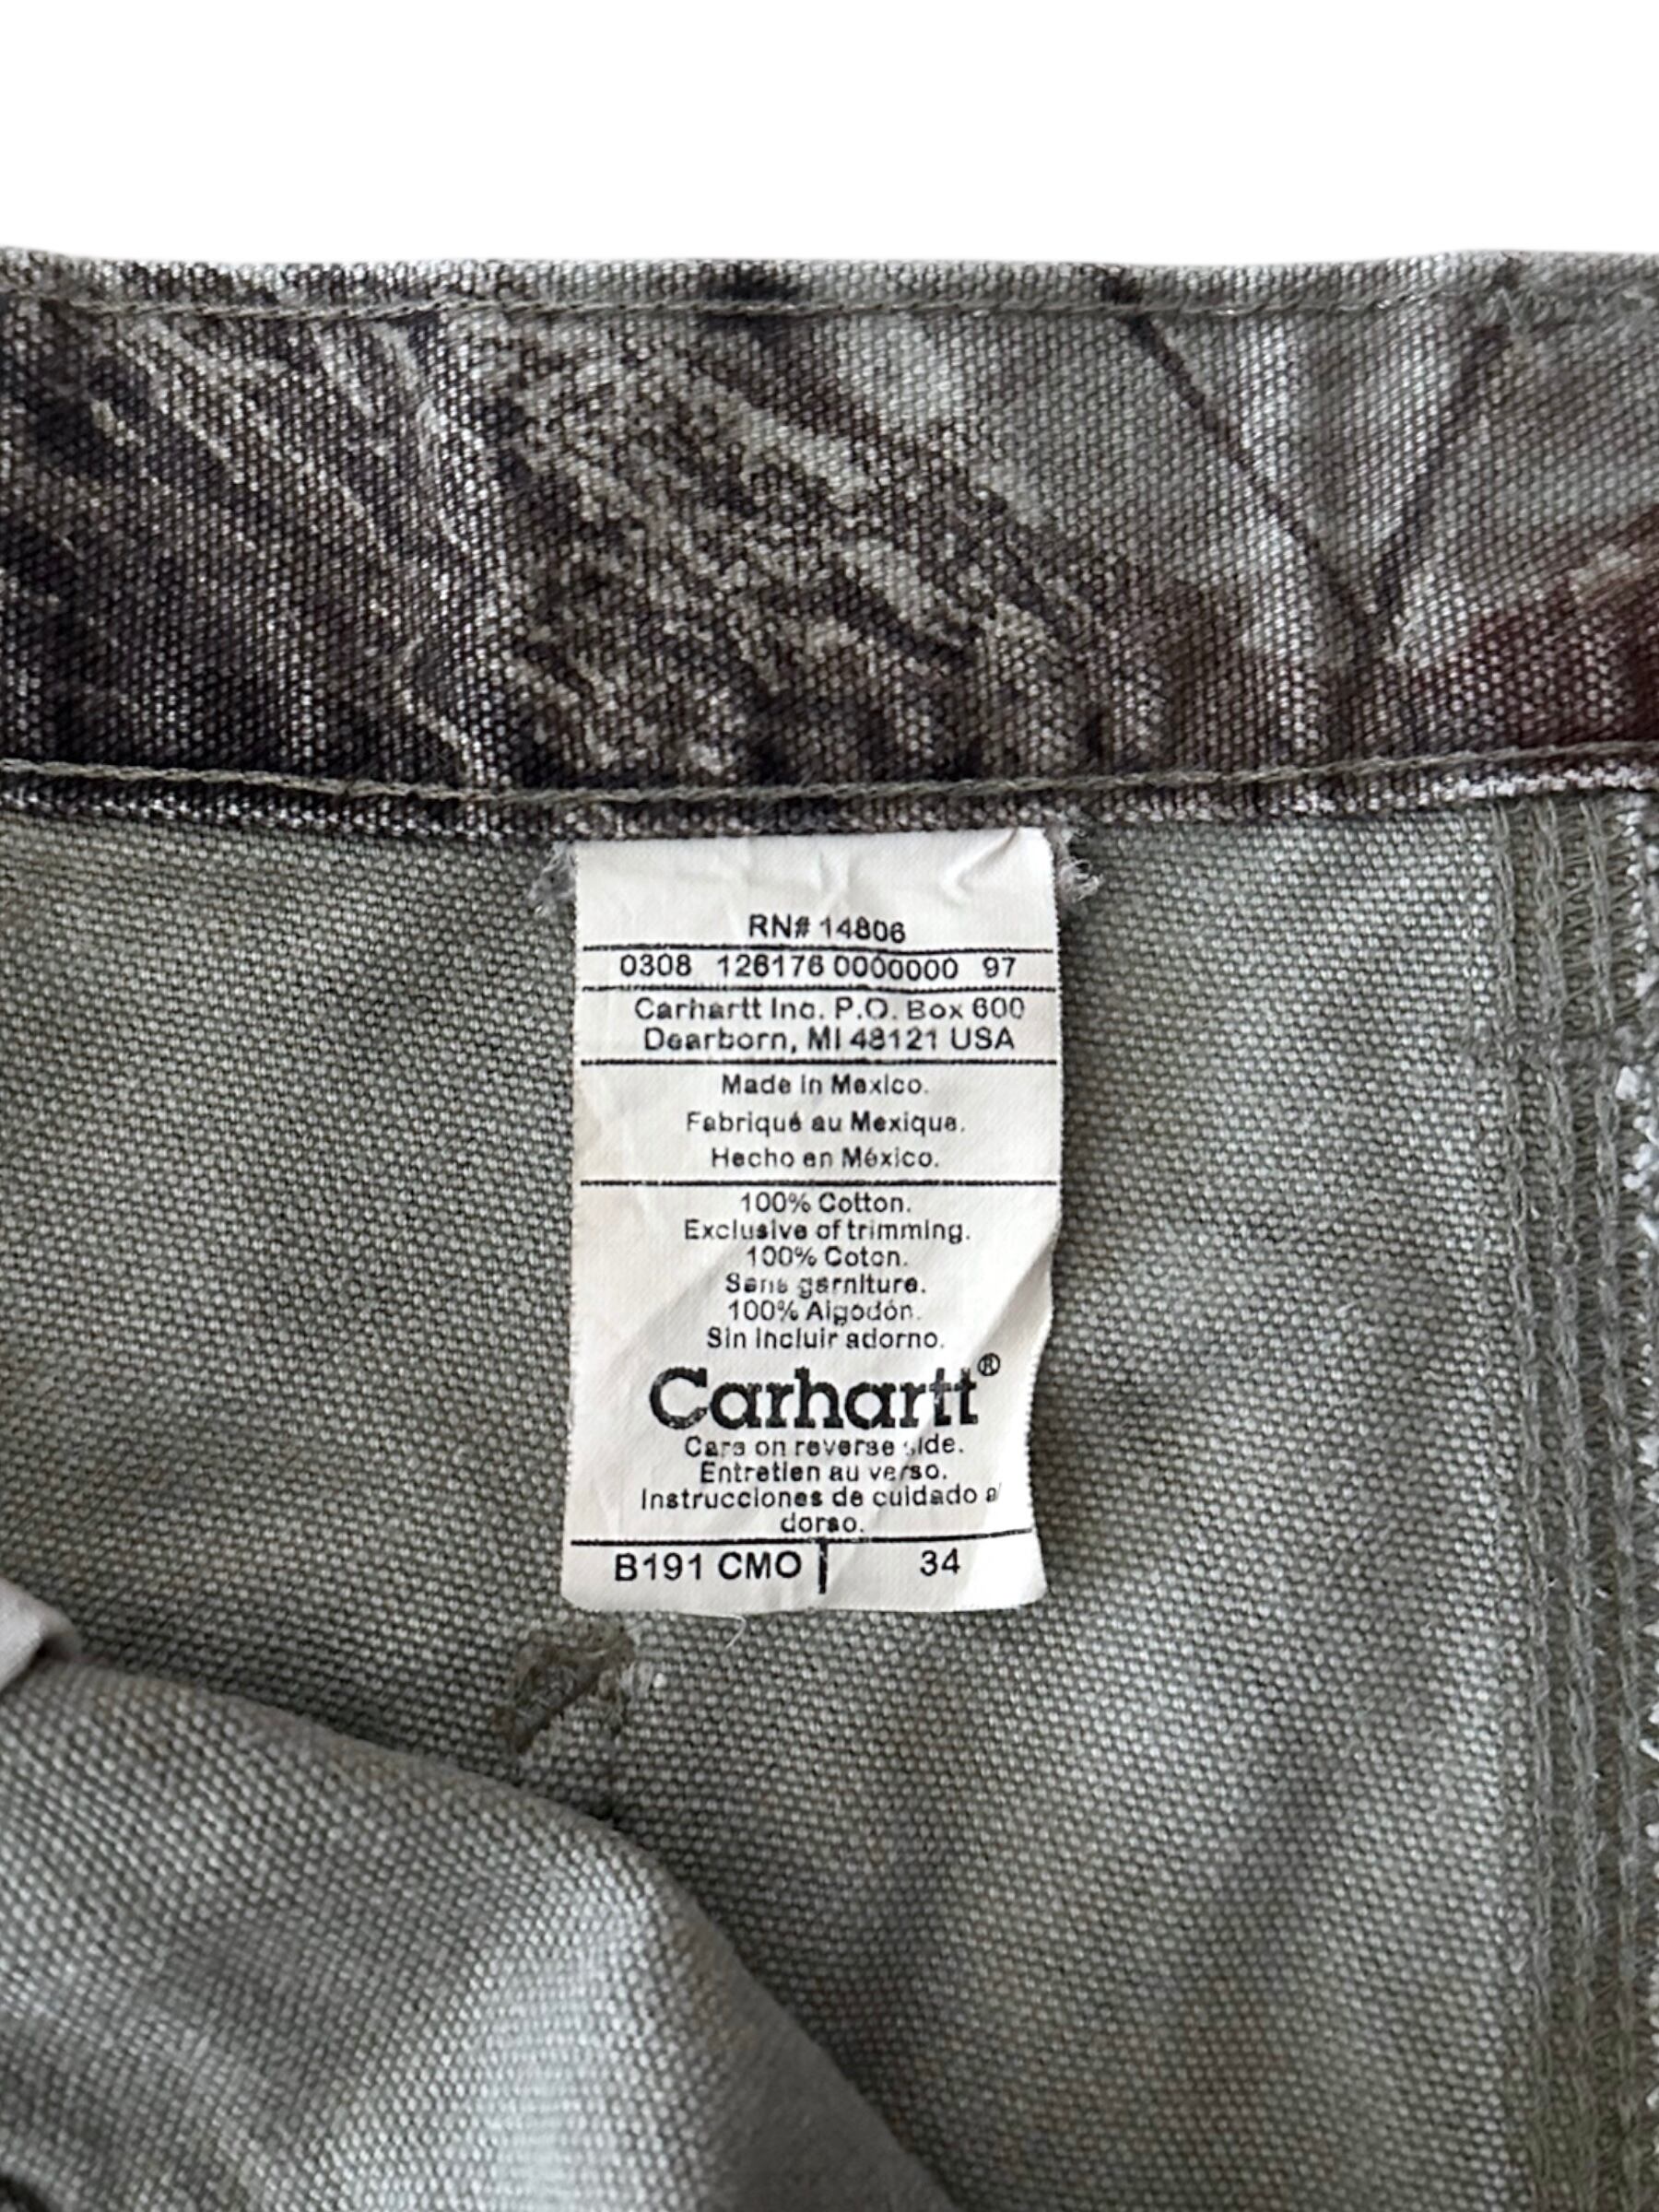 RN# 14806
0308 126176 0000000 97
Carhartt Inc. P.O. Box 600
Dearborn, MI 48121 USA
Made in Mexico.
Fabriqué au Mexique.
Hecho en México.
100% Cotton.
Exclusive of trimming.
100% Coton.
Sans garniture.
100% Algodón.
Sin incluir adorno.
Carhartt®
Care on reverse side.
Entretien au verso.
Instrucciones de cuidado al
dorso.
B191 CMO 34